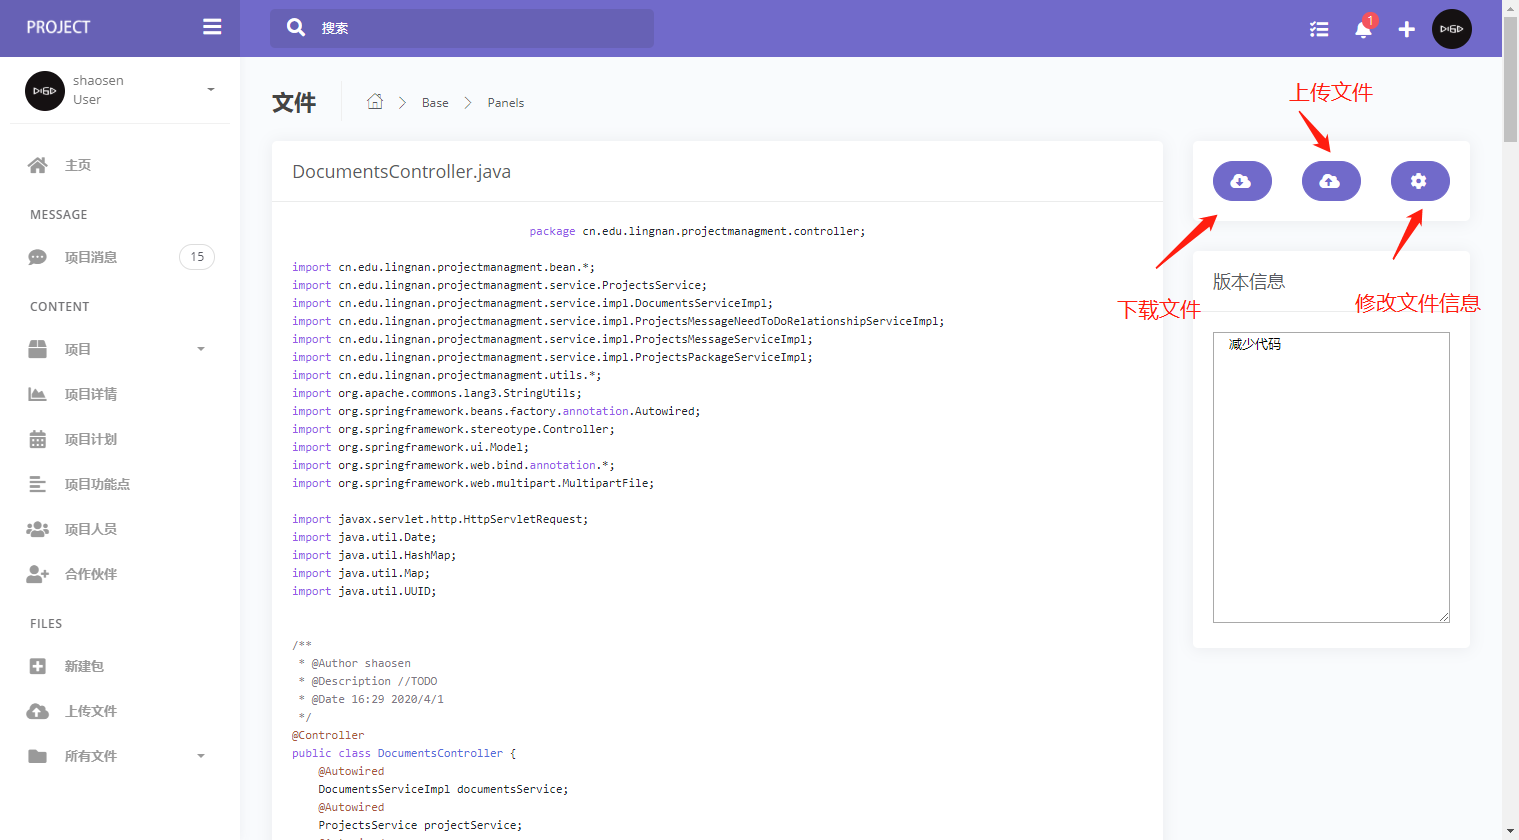 PROJECT
搜索
1
DIGD
DIGD
shaosen
User
主页
MESSAGE
项目消息
15
CONTENT
项目
项目详情
项目计划
项目功能点
项目人员
合作伙伴
FILES
新建包
上传文件
所有文件
文件
Base
Panels
DocumentsController.java
package cn.edu.lingnan.projectmanagment.controller;
import cn.edu.lingnan.projectmanagment.bean.*;
import cn.edu.lingnan.projectmanagment.service.ProjectsService;
import cn.edu.lingnan.projectmanagment.service.impl.DocumentsServiceImpl;
import cn.edu.lingnan.projectmanagment.service.impl.ProjectsMessageNeedToDoRelationshipServiceImpl;
import cn.edu.lingnan.projectmanagment.service.impl.ProjectsMessageServiceImpl;
import cn.edu.lingnan.projectmanagment.service.impl.ProjectsPackageServiceImpl;
import cn.edu.lingnan.projectmanagment.utils.*;
import org.apache.commons.lang3.StringUtils;
import org.springframework.beans.factory.annotation.Autowired;
import org.springframework.stereotype.Controller;
import org.springframework.ui.Model;
import org.springframework.web.bind.annotation.*;
import org.springframework.web.multipart.MultipartFile;
import javax.servlet.http.HttpServletRequest;
import java.util.Date;
import java.util.HashMap;
import java.util.Map;
import java.util.UUID;
/**
* @Author shaosen
* @Description //TODO
* @Date 16:29 2020/4/1
*/
@Controller
public class DocumentsController {
@Autowired
DocumentsServiceImpl documentsService;
@Autowired
ProjectsService projectService;
上传文件
下载文件
修改文件信息
版本信息
减少代码